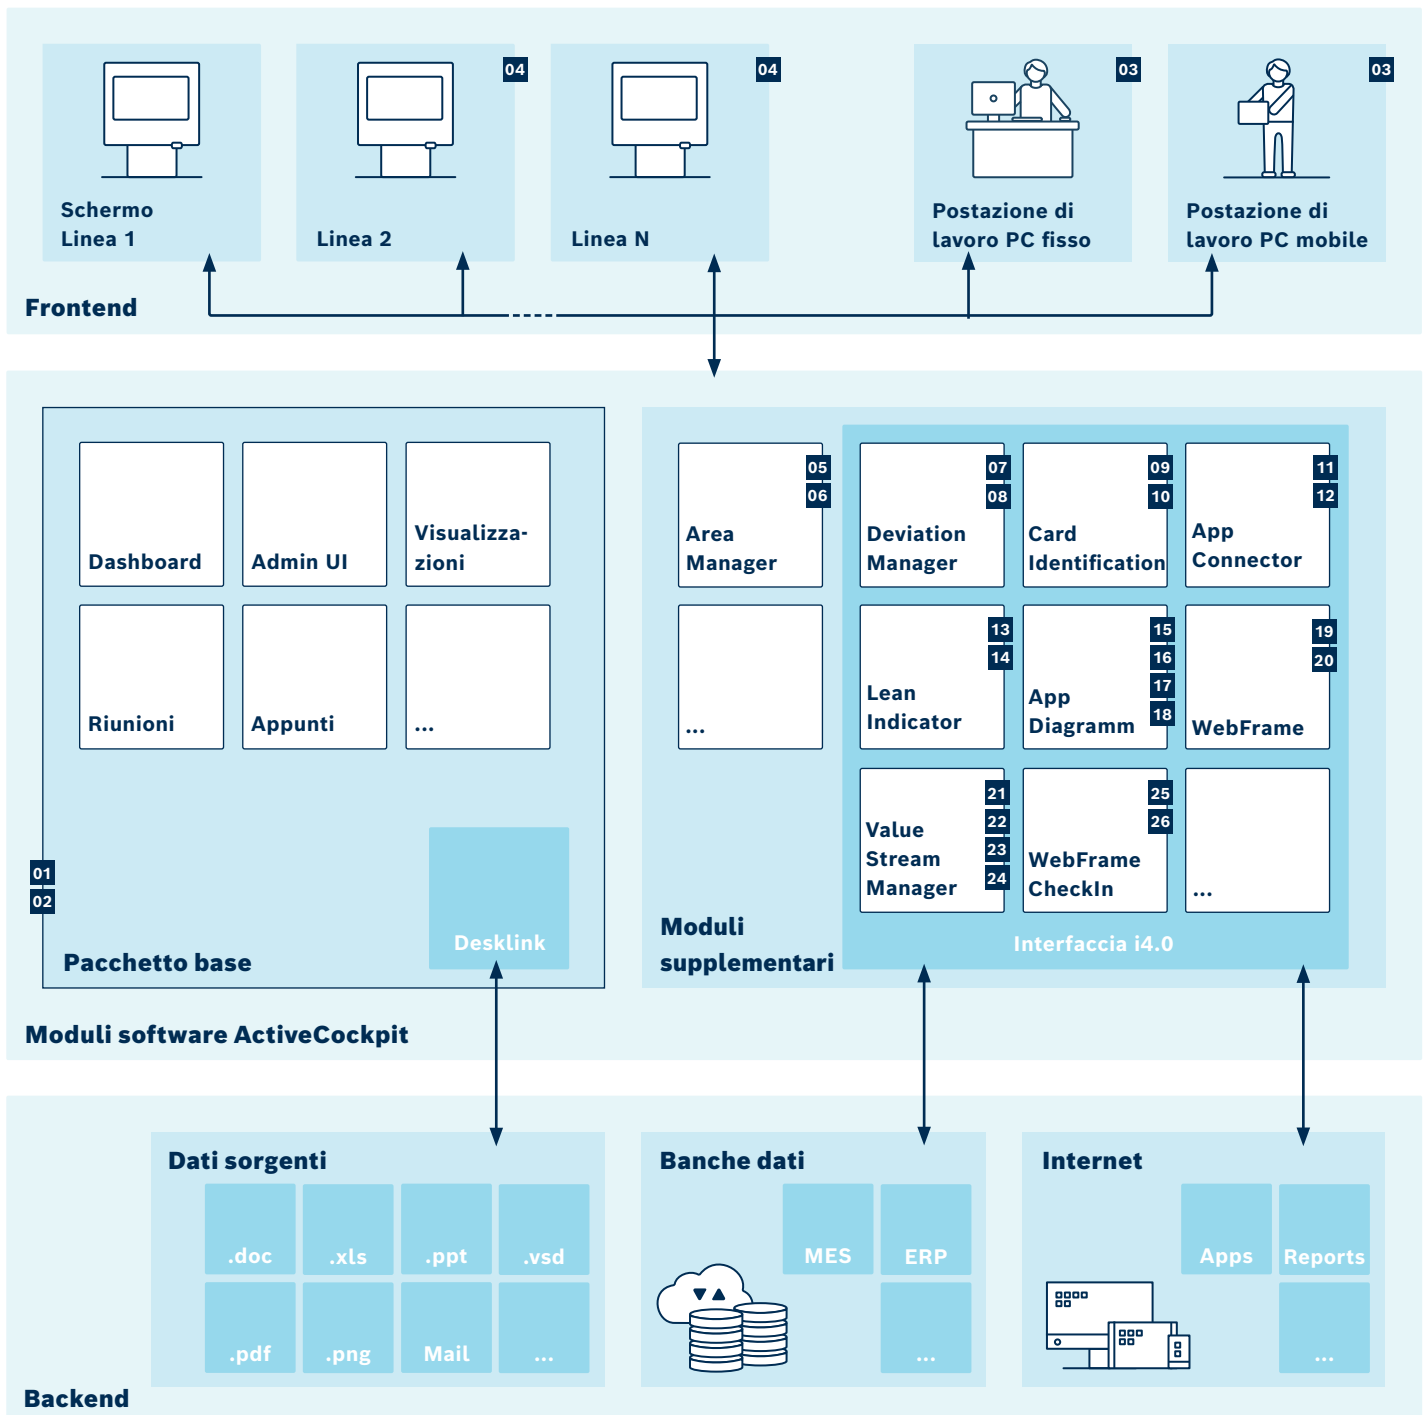 04
04
03
03
Schermo
Linea 1
Linea 2
Linea N
Postazione di
lavoro PC fisso
Postazione di
lavoro PC mobile
Frontend
Dashboard
Admin UI
Visualizza-
zioni
Riunioni
Appunti
...
01
02
Desklink
Pacchetto base
05
06
Area
Manager
07
08
Deviation
Manager
09
10
Card
Identification
11
12
App
Connector
...
13
14
Lean
Indicator
15
16
17
18
App
Diagramm
19
20
WebFrame
21
22
23
24
Value
Stream
Manager
25
26
WebFrame
CheckIn
...
Moduli
supplementari
Interfaccia i4.0
Moduli software ActiveCockpit
Dati sorgenti
.doc
.xls
.ppt
.vsd
.pdf
.png
Mail
...
Banche dati
MES
ERP
...
Internet
Apps
Reports
...
Backend